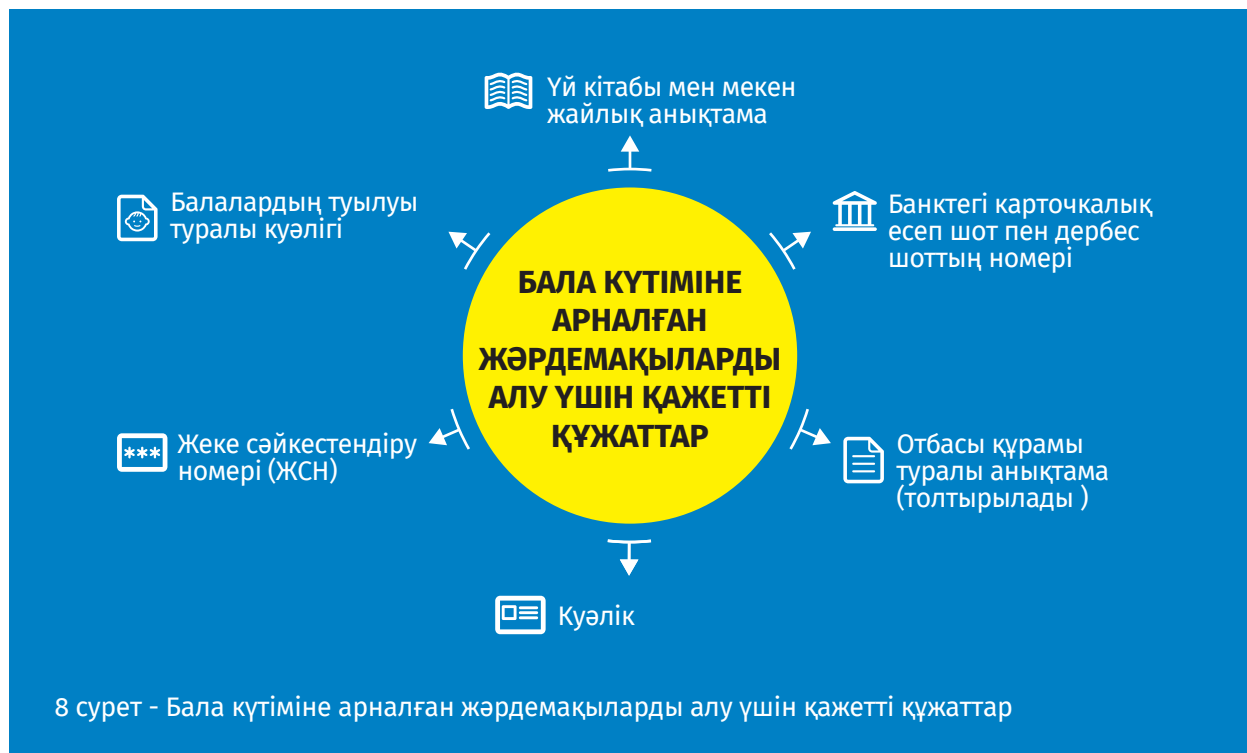 Үй кітабы мен мекен
жайлық анықтама
Балалардың туылуы
туралы куәлігі
Банктегі карточкалық
есеп шот пен дербес
шоттың номері
БАЛА КҮТІМІНЕ
АРНАЛҒАН
ЖӘРДЕМАҚЫЛАРДЫ
АЛУ ҮШІН ҚАЖЕТТІ
ҚҰЖАТТАР
***
Жеке сәйкестендіру
номері (ЖСН)
Отбасы құрамы
туралы анықтама
(толтырылады )
Куәлік
8 сурет - Бала күтіміне арналған жәрдемақыларды алу үшін қажетті құжаттар